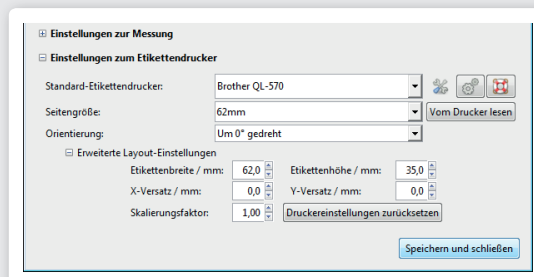 Einstellungen zur Messung
Einstellungen zum Etikettendrucker
Standard-Etikettendrucker: Brother QL-570
Seitengröße: 62mm Vom Drucker lesen
Orientierung: Um 0° gedreht
Erweiterte Layout-Einstellungen
Etikettenbreite / mm: 62,0 Etikettenhöhe / mm: 35,0
X-Versatz / mm: 0,0 Y-Versatz / mm: 0,0
Skalierungsfaktor: 1,00 Druckereinstellungen zurücksetzen
Speichern und schließen